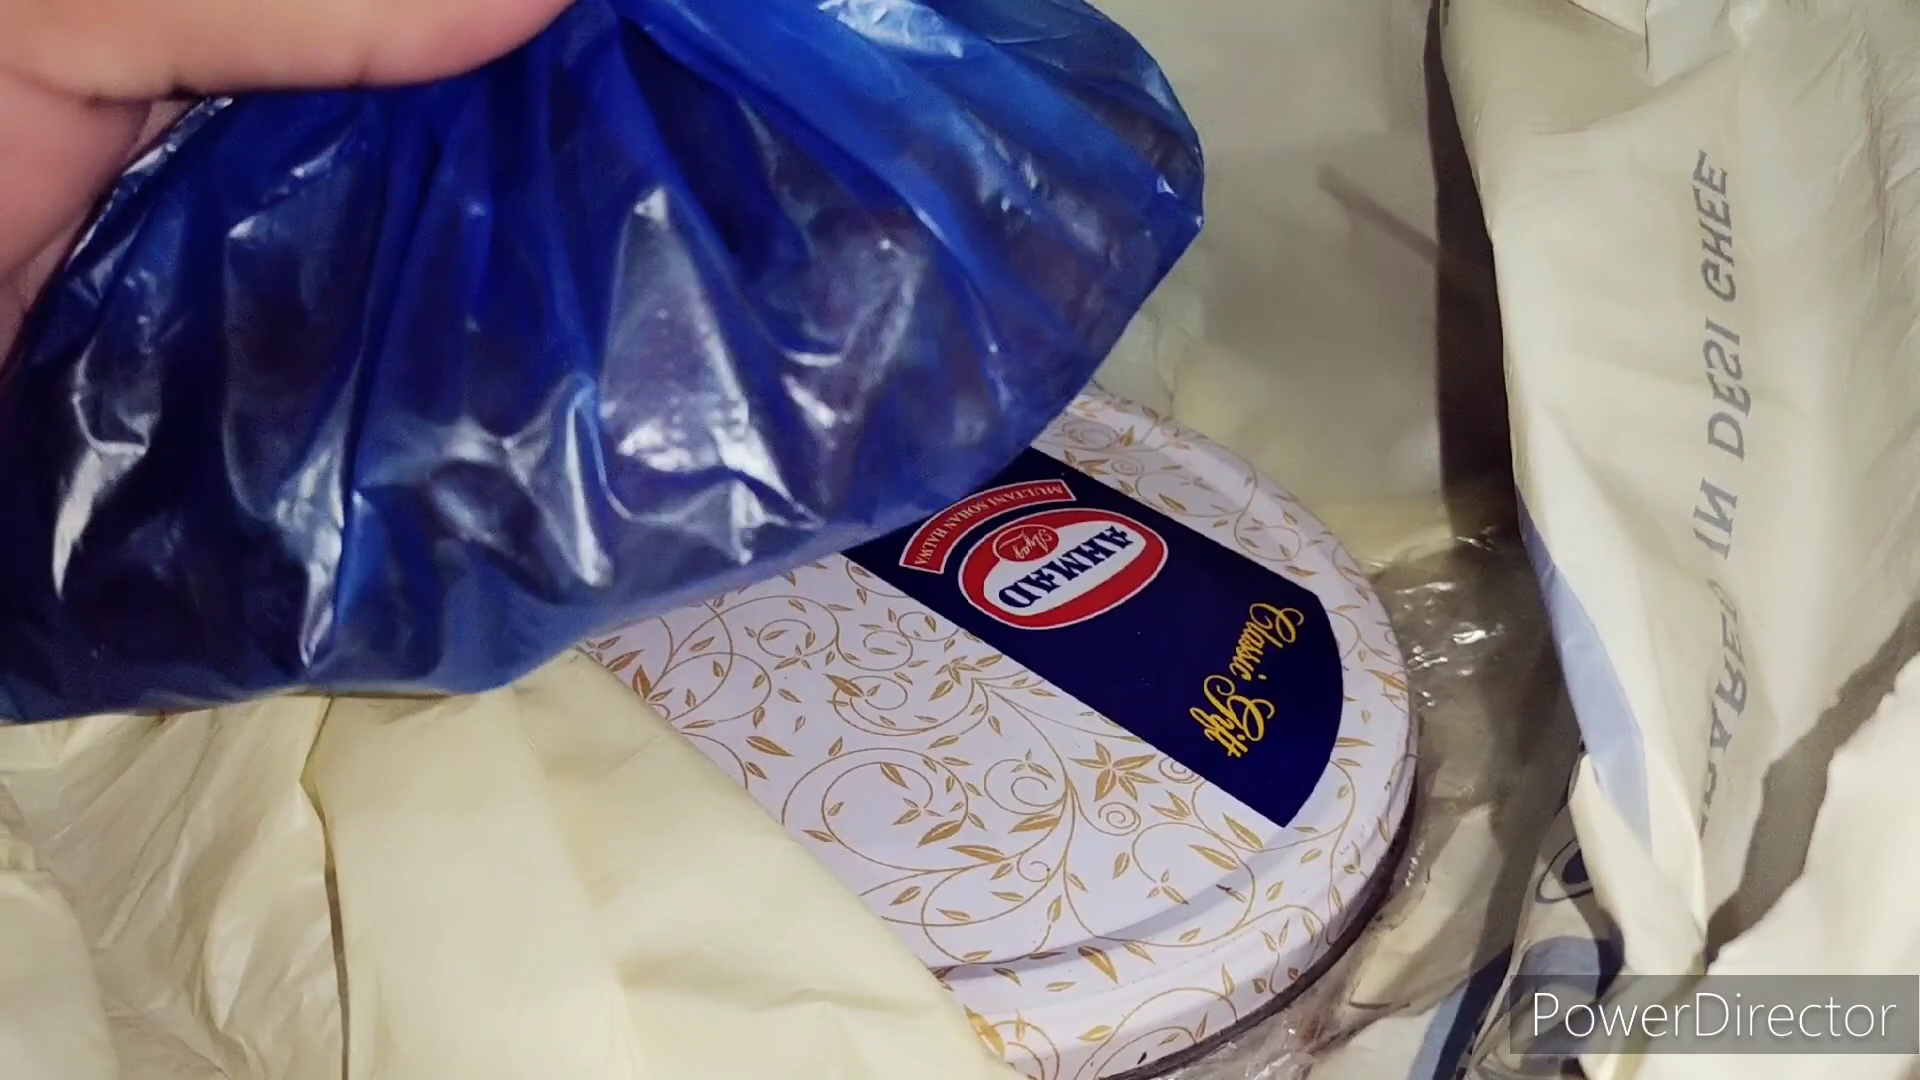 MULTANI SOHAN HALWA
AHMAD
Classic Gift
IN DESI GHEE
PowerDirector